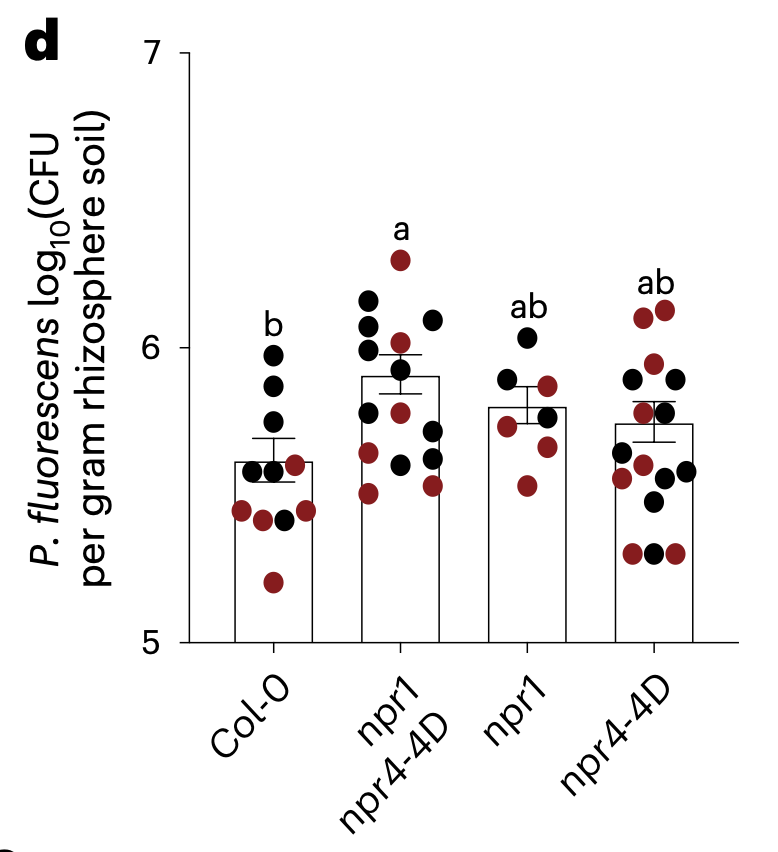 d
P. fluorescens log10(CFU
per gram rhizosphere soil)
7
6
5
b
a
ab
ab
Col-0
npr1
npr4-4D
npr1
npr4-4D